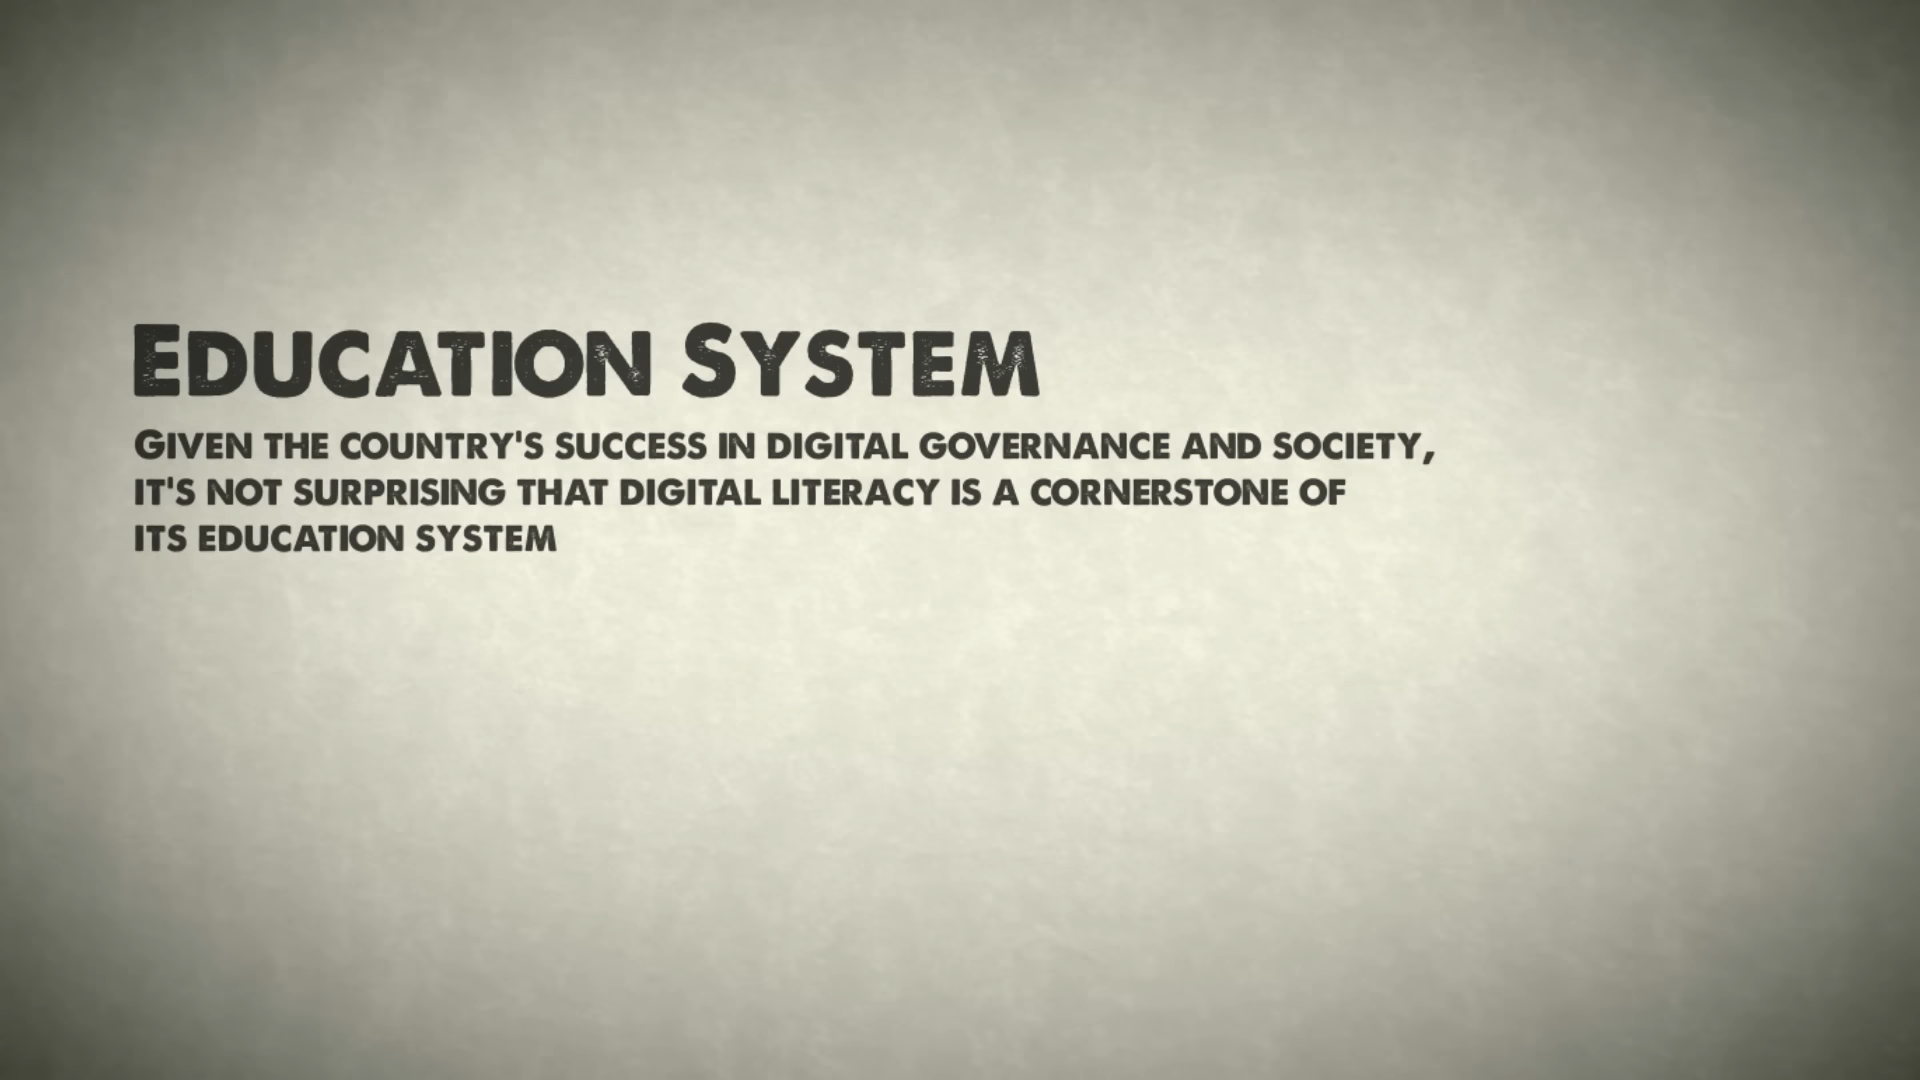 Education System
Given the country's success in digital governance and society,
it's not surprising that digital literacy is a cornerstone of
its education system